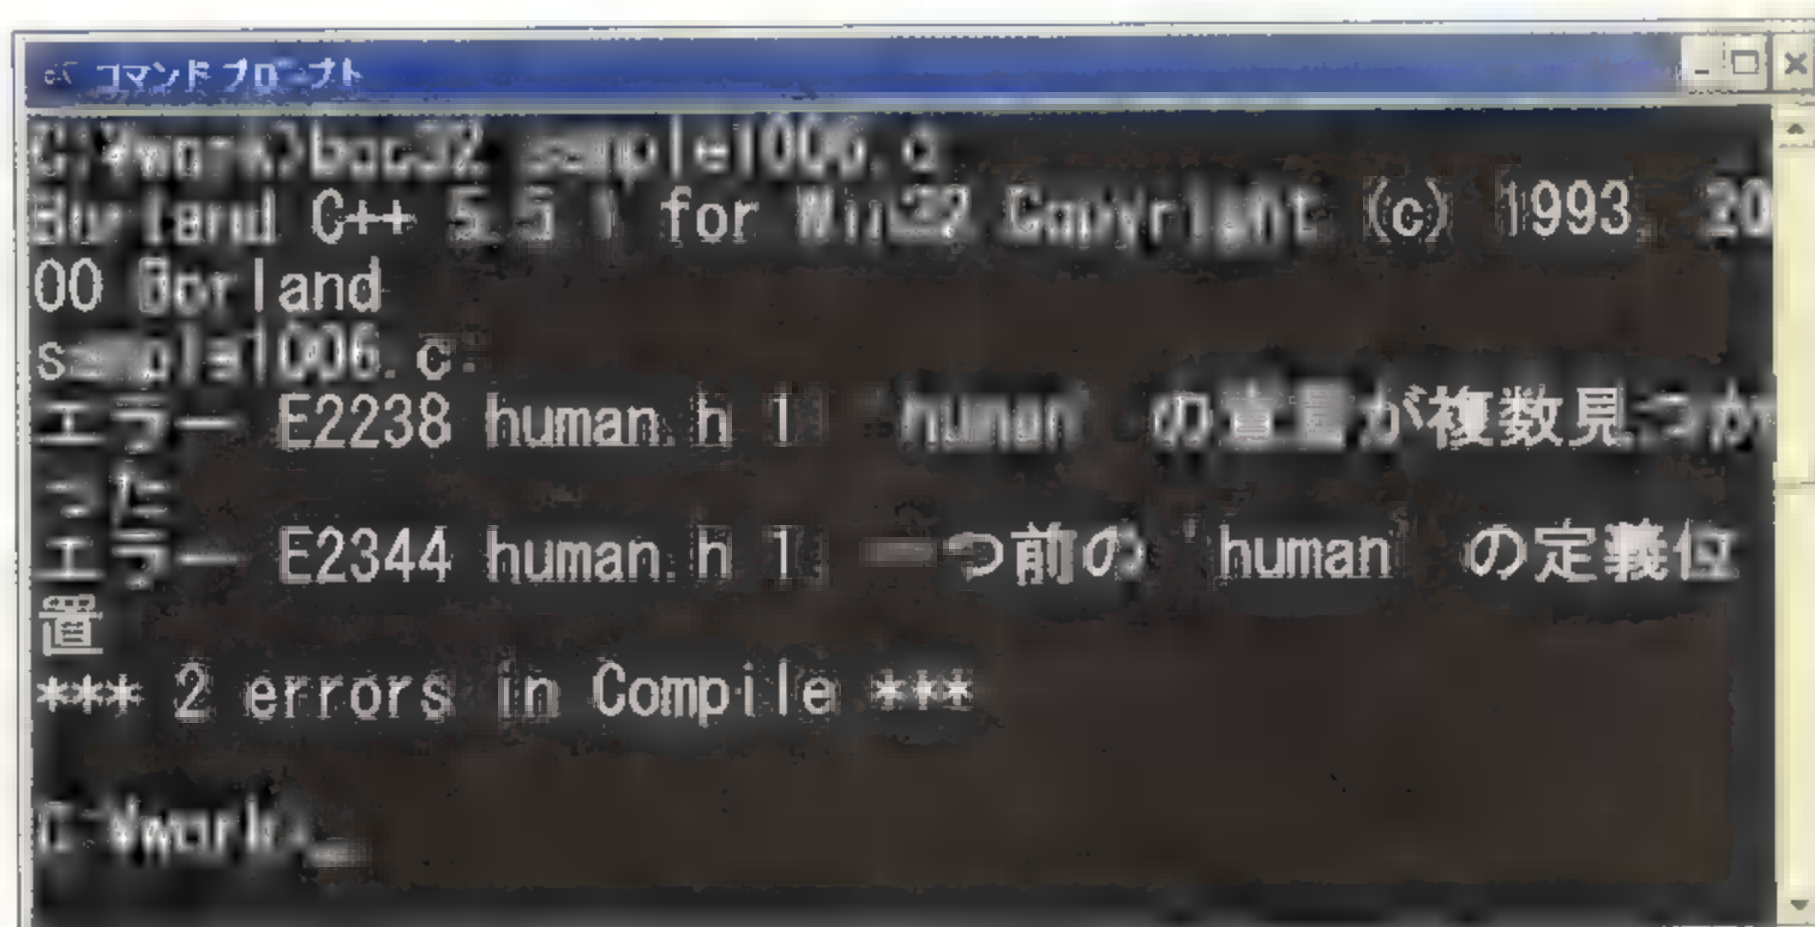 コマンド プロンプト
C:¥work>bcc32 sample1006.c
Borland C++ 5.5.1 for Win32 Copyright (c) 1993, 20
00 Borland
sample1006.c:
エラー E2238 human.h 1: 'human' の宣言が複数見つか
った
エラー E2344 human.h 1: 一つ前の 'human' の定義位
置
*** 2 errors in Compile ***
C:¥work>_